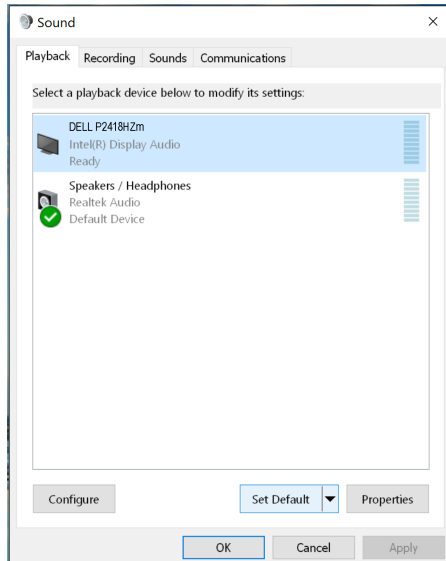 Sound
Playback Recording Sounds Communications
Select a playback device below to modify its settings:
DELL P2418HZm
Intel(R) Display Audio
Ready
Speakers / Headphones
Realtek Audio
Default Device
Configure Set Default Properties
OK Cancel Apply